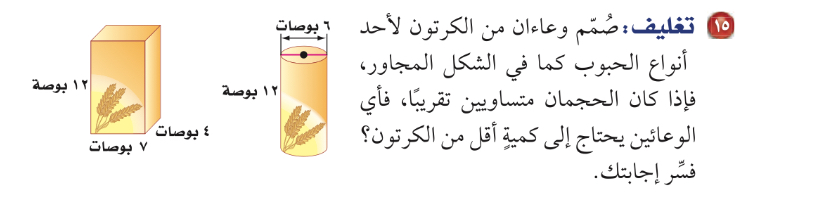 ١٥ تغليف: صُمّم وعاءان من الكرتون لأحد
أنواع الحبوب كما في الشكل المجاور،
فإذا كان الحجمان متساويين تقريبًا، فأي
الوعائين يحتاج إلى كميةٍ أقل من الكرتون؟
فسِّر إجابتك.
٦ بوصات
١٢ بوصة
١٢ بوصة
٤ بوصات
٧ بوصات